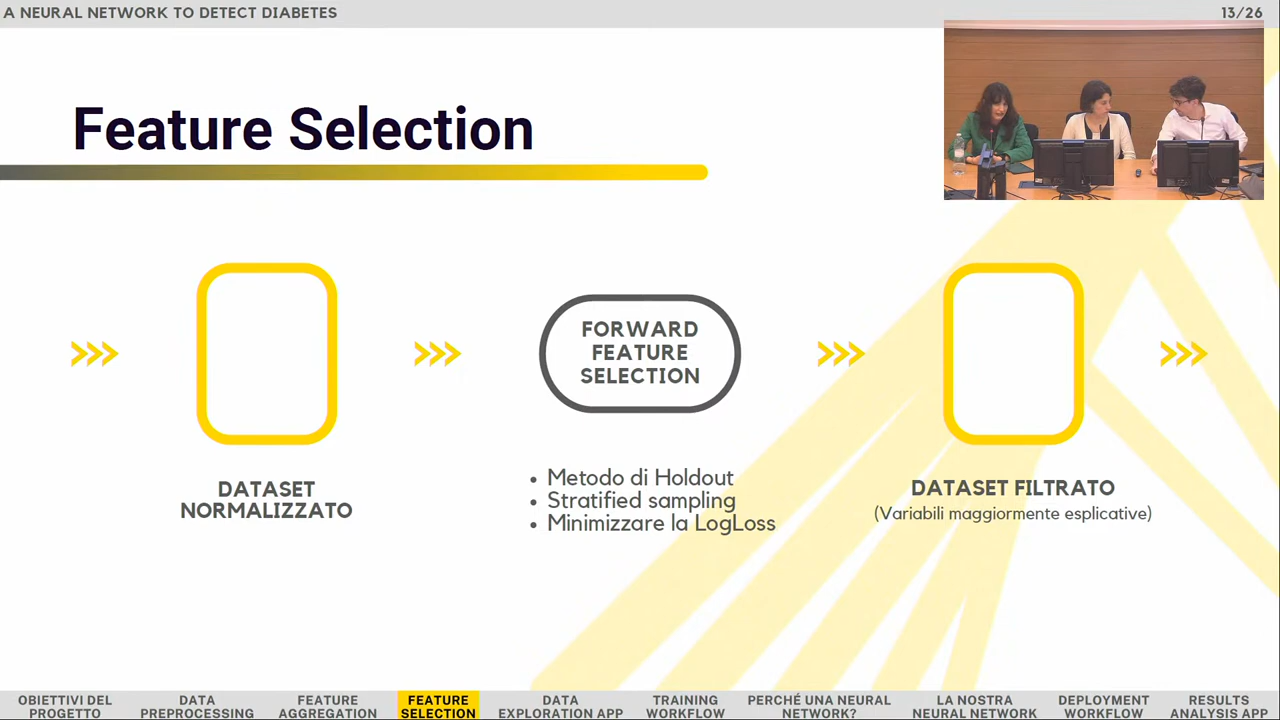 A NEURAL NETWORK TO DETECT DIABETES
13/26
Feature Selection
FORWARD
FEATURE
SELECTION
DATASET
NORMALIZZATO
• Metodo di Holdout
• Stratified sampling
• Minimizzare la LogLoss
DATASET FILTRATO
(Variabili maggiormente esplicative)
OBIETTIVI DEL
PROGETTO
DATA
PREPROCESSING
FEATURE
AGGREGATION
FEATURE
SELECTION
DATA
EXPLORATION APP
TRAINING
WORKFLOW
PERCHÉ UNA NEURAL
NETWORK?
LA NOSTRA
NEURAL NETWORK
DEPLOYMENT
WORKFLOW
RESULTS
ANALYSIS APP